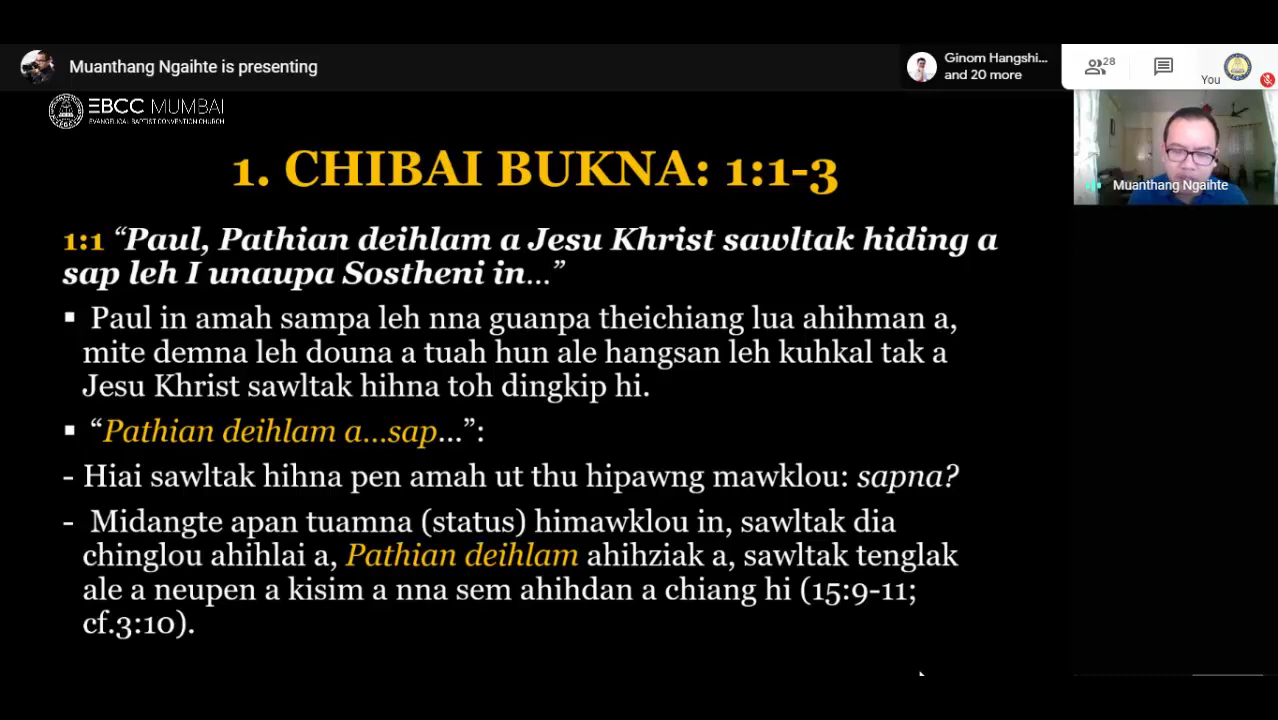 Muanthang Ngaihte is presenting
Ginom Hangshi...
and 20 more
28
You
EBCC MUMBAI
EVANGELICAL BAPTIST CONVENTION CHURCH
Muanthang Ngaihte
1. CHIBAI BUKNA: 1:1-3
1:1 “Paul, Pathian deihlam a Jesu Khrist sawltak hiding a
sap leh I unaupa Sostheni in…”
▪ Paul in amah sampa leh nna guanpa theichiang lua ahihman a,
mite demna leh douna a tuah hun ale hangsan leh kuhkal tak a
Jesu Khrist sawltak hihna toh dingkip hi.
▪ “Pathian deihlam a…sap…”:
- Hiai sawltak hihna pen amah ut thu hipawng mawklou: sapna?
- Midangte apan tuamna (status) himawklou in, sawltak dia
chinglou ahihlai a, Pathian deihlam ahihziak a, sawltak tenglak
ale a neupen a kisim a nna sem ahihdan a chiang hi (15:9-11;
cf.3:10).